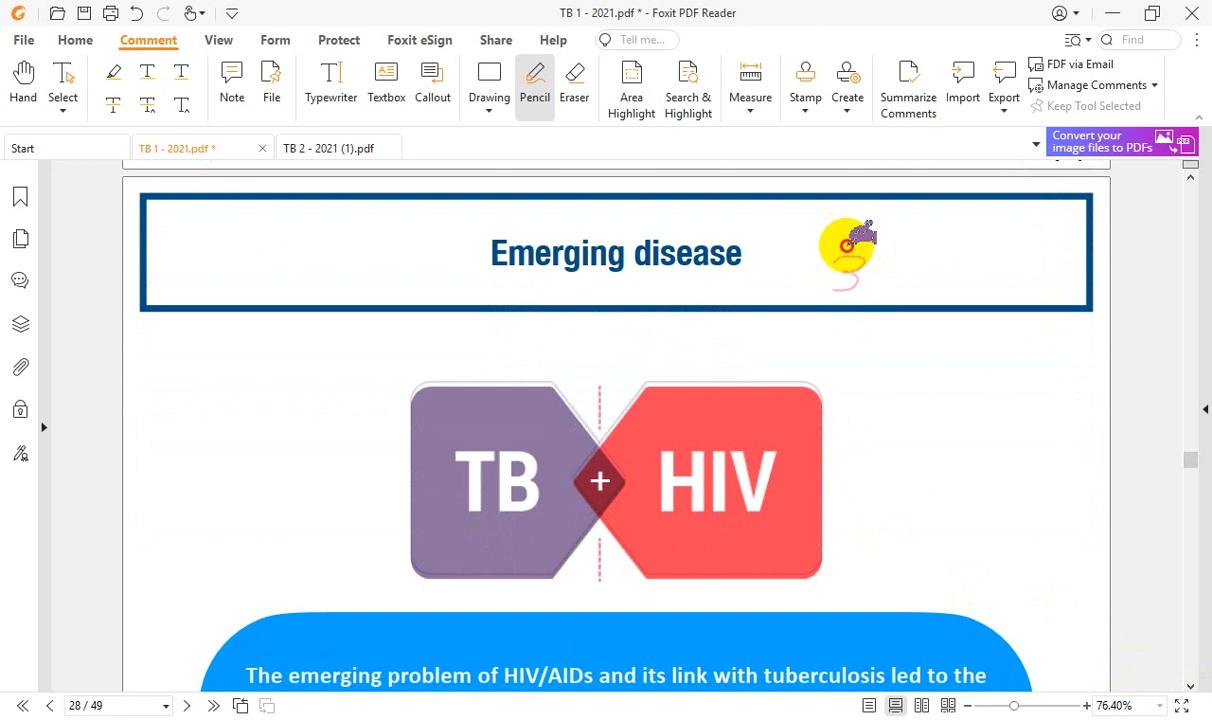 TB 1 - 2021.pdf * - Foxit PDF Reader
File Home Comment View Form Protect Foxit eSign Share Help Tell me... Find
Hand Select Note File Typewriter Textbox Callout Drawing Pencil Eraser Area Highlight Search & Highlight Measure Stamp Create Summarize Comments Import Export
FDF via Email
Manage Comments
Keep Tool Selected
Start TB 1 - 2021.pdf * TB 2 - 2021 (1).pdf
Convert your
image files to PDFs
Emerging disease
TB + HIV
The emerging problem of HIV/AIDs and its link with tuberculosis led to the
28 / 49 76.40%